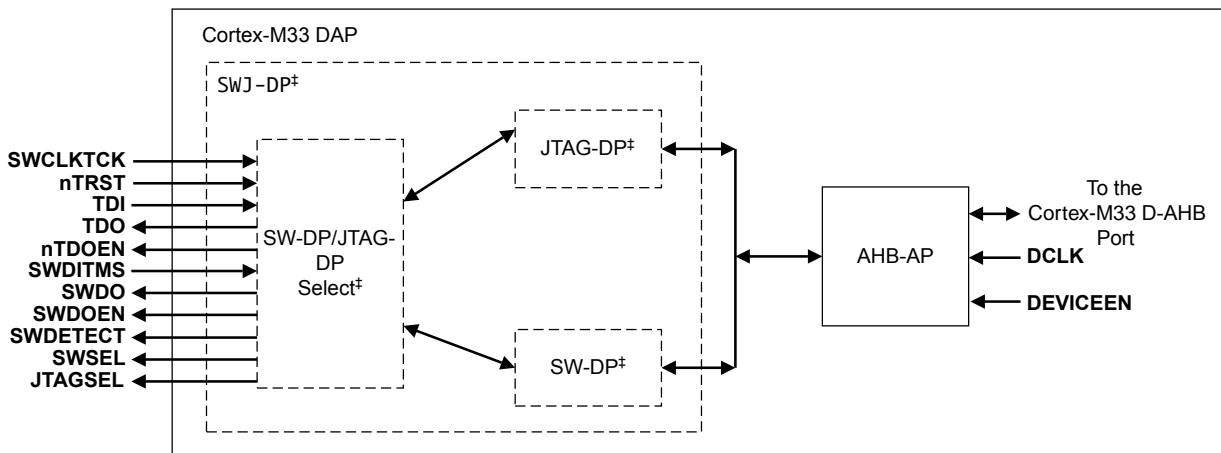 Cortex-M33 DAP
SWJ-DP‡
SWCLKTCK
nTRST
TDI
TDO
nTDOEN
SWDITMS
SWDO
SWDOEN
SWDETECT
SWSEL
JTAGSEL
SW-DP/JTAG-
DP
Select‡
JTAG-DP‡
SW-DP‡
AHB-AP
To the
Cortex-M33 D-AHB
Port
DCLK
DEVICEEN